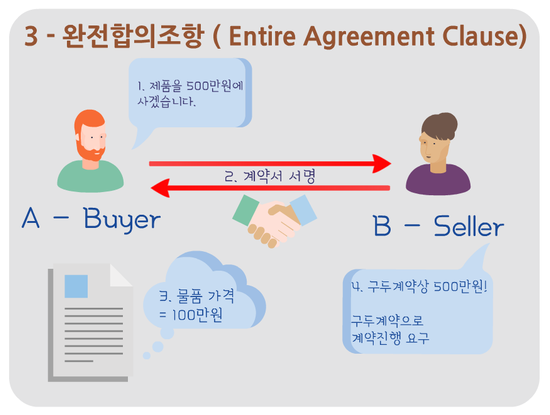 3 - 완전합의조항 ( Entire Agreement Clause)
1. 제품을 500만원에
사겠습니다.
2. 계약서 서명
A - Buyer
B - Seller
3. 물품 가격
= 100만원
4. 구두계약상 500만원!
구두계약으로
계약진행 요구